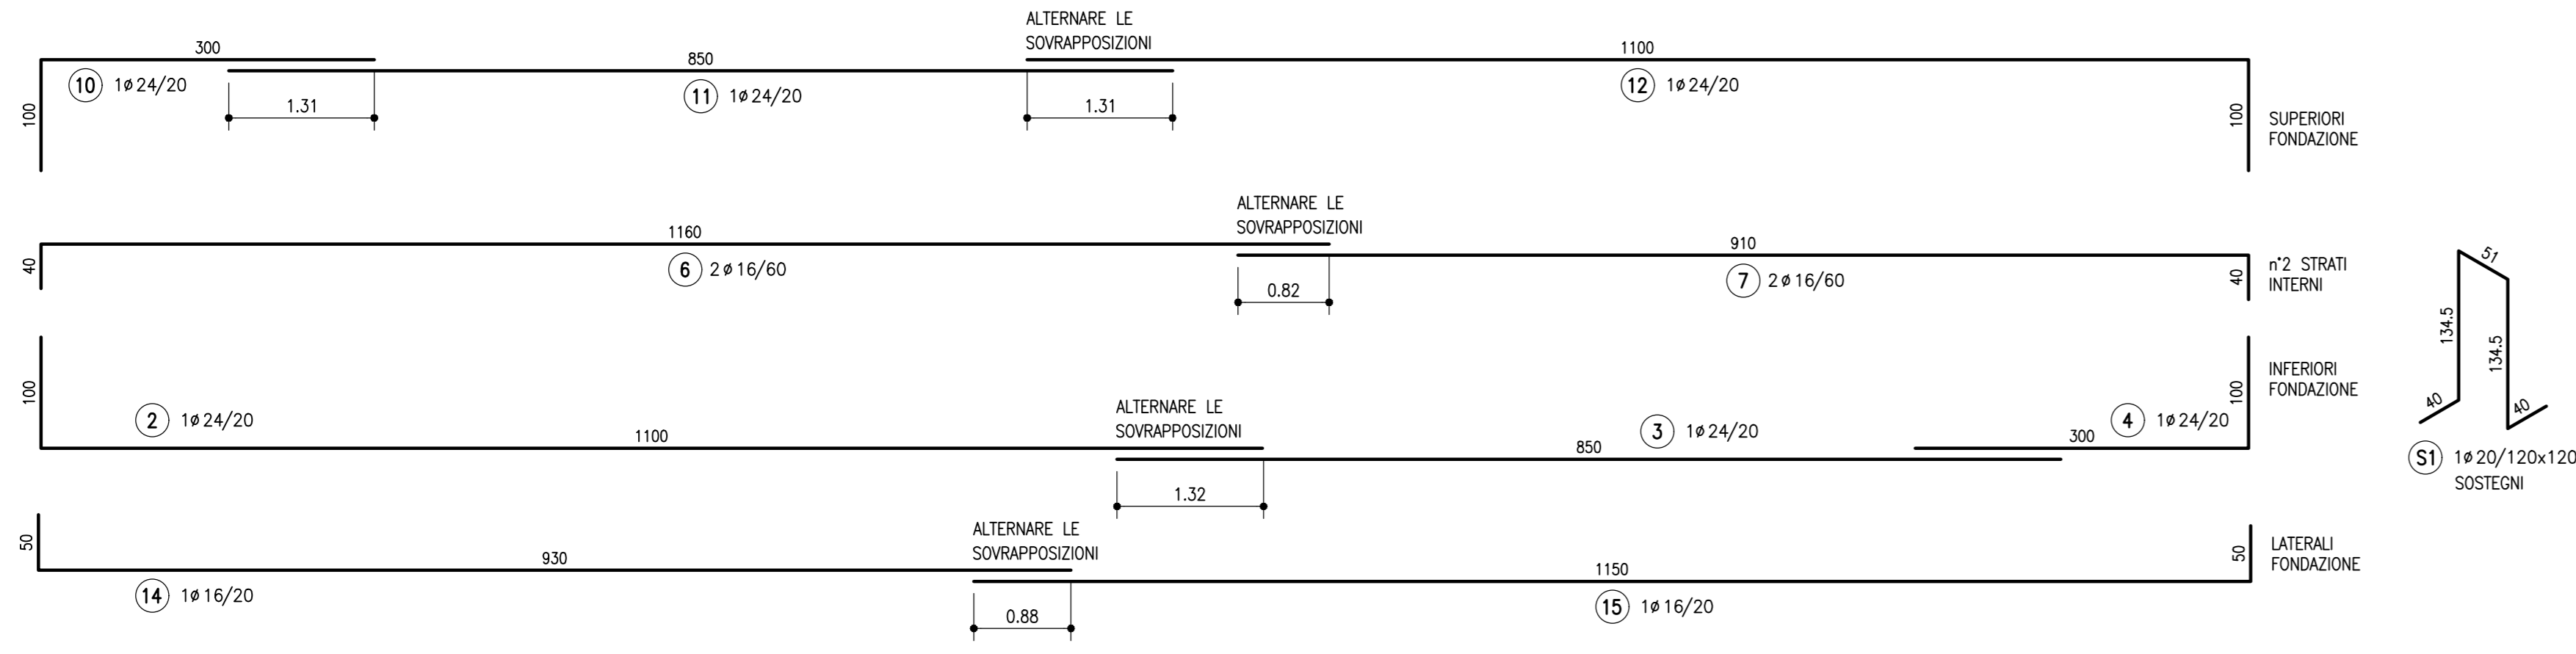 ALTERNARE LE
SOVRAPPOSIZIONI
300
850
1100
10 1ø24/20
11 1ø24/20
12 1ø24/20
1.31
1.31
100
100
SUPERIORI
FONDAZIONE
ALTERNARE LE
SOVRAPPOSIZIONI
1160
910
40
6 2ø16/60
7 2ø16/60
0.82
40
n°2 STRATI
INTERNI
100
2 1ø24/20
1100
ALTERNARE LE
SOVRAPPOSIZIONI
3 1ø24/20
850
4 1ø24/20
300
100
1.32
INFERIORI
FONDAZIONE
50
930
14 1ø16/20
ALTERNARE LE
SOVRAPPOSIZIONI
0.88
1150
15 1ø16/20
50
LATERALI
FONDAZIONE
51
134.5
134.5
40
40
S1 1ø20/120x120
SOSTEGNI